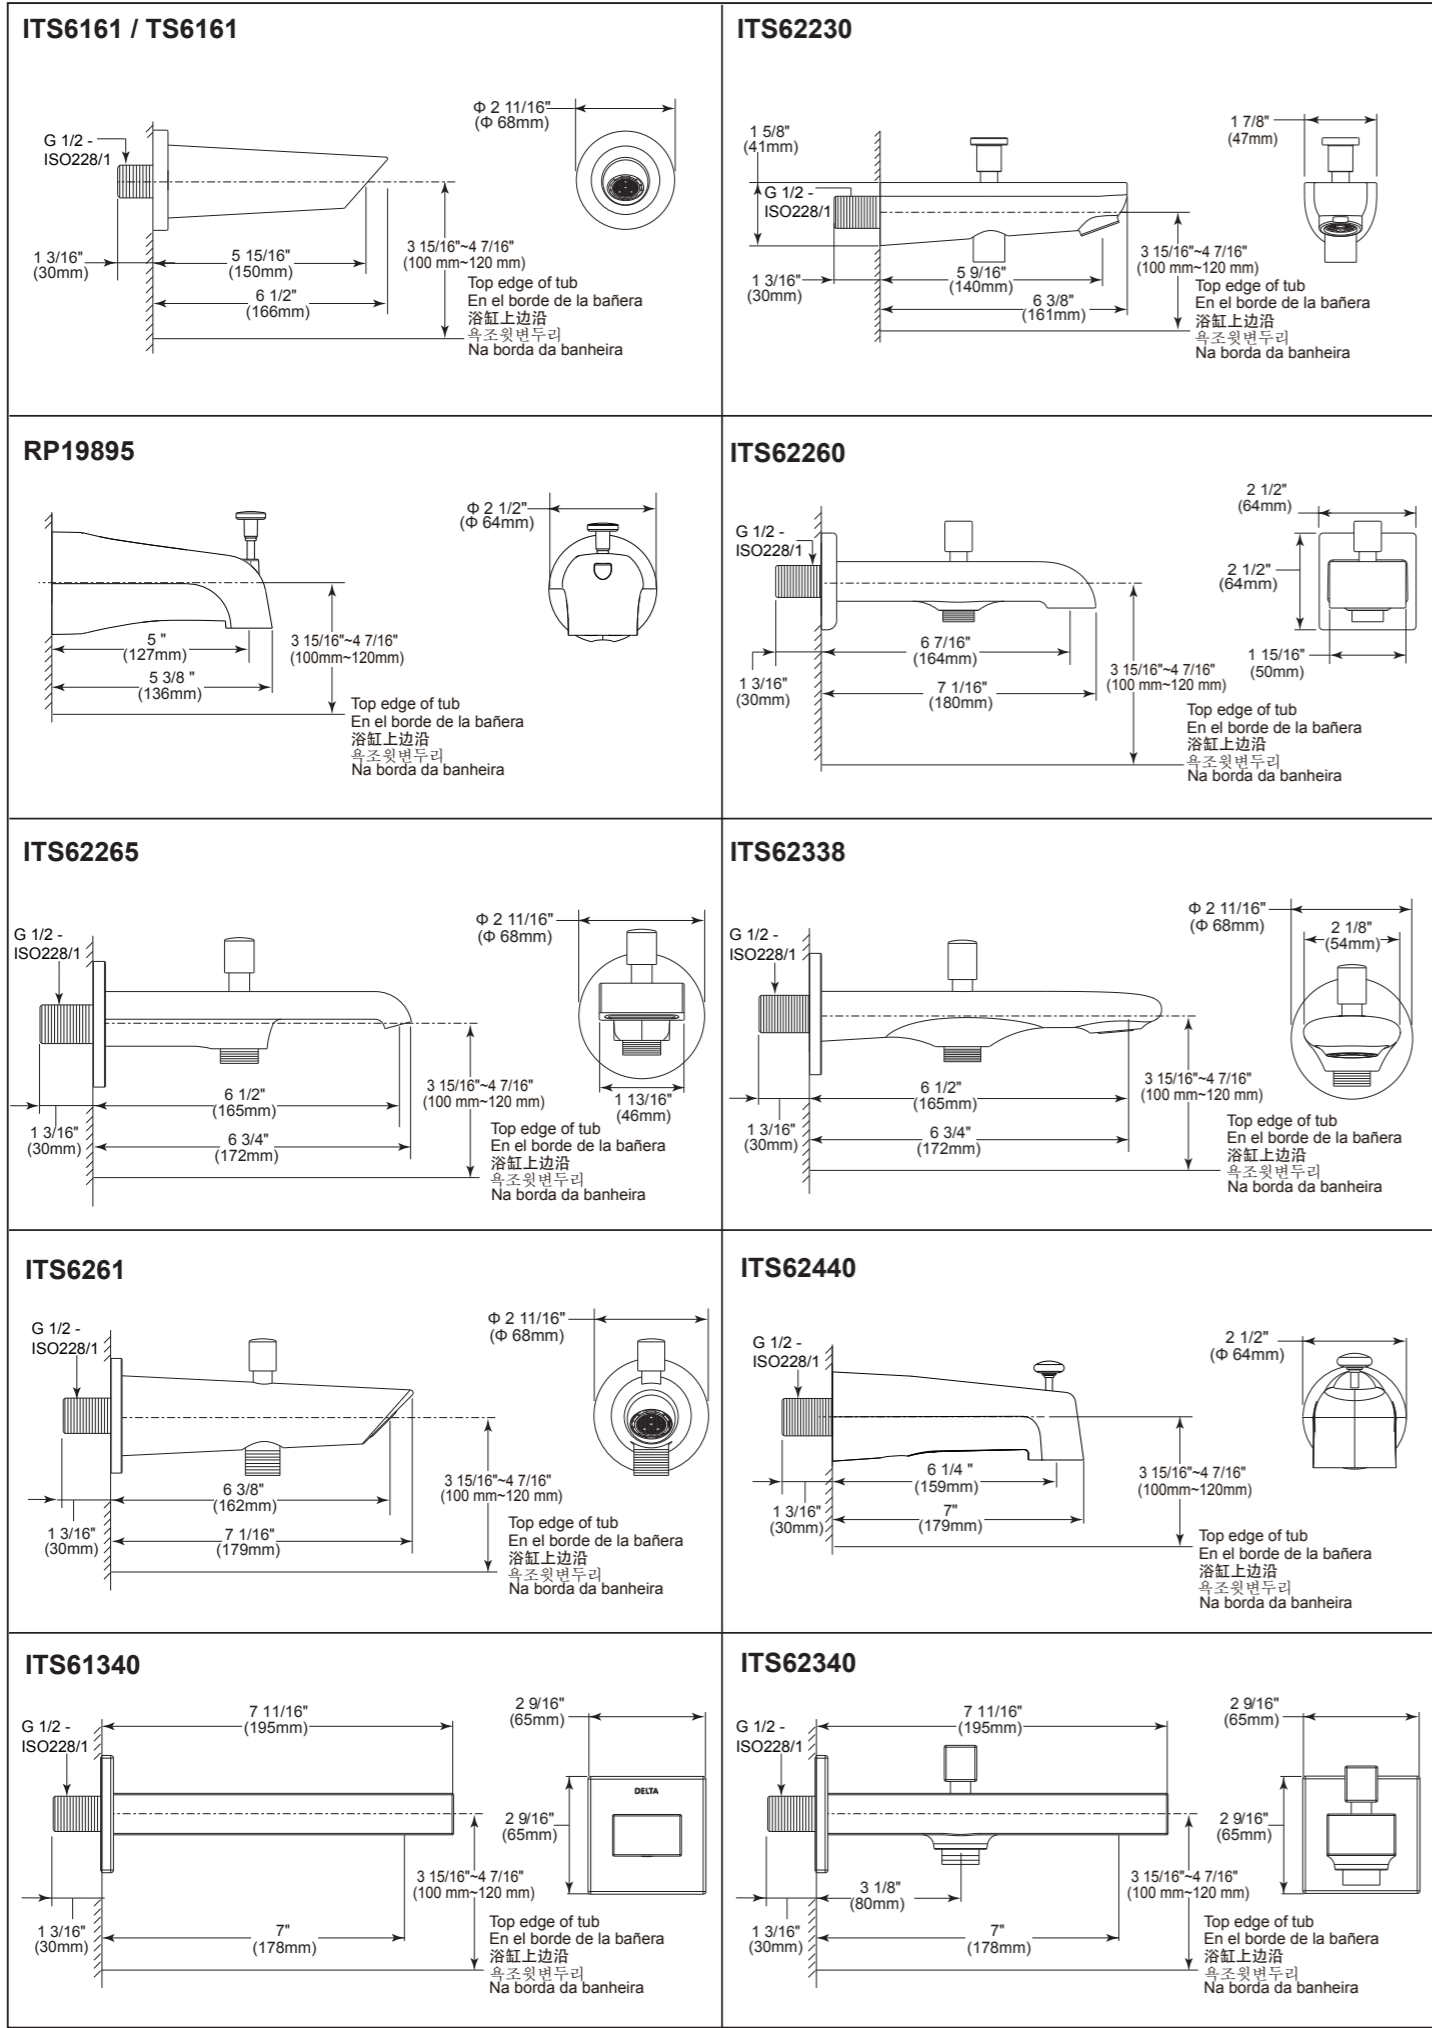 ITS6161 / TS6161
G 1/2 -
ISO228/1
Φ 2 11/16"
(Φ 68mm)
1 3/16"
(30mm)
5 15/16"
(150mm)
6 1/2"
(166mm)
3 15/16"~4 7/16"
(100 mm~120 mm)
Top edge of tub
En el borde de la bañera
浴缸上边沿
욕조윗변두리
Na borda da banheira
ITS62230
1 5/8"
(41mm)
G 1/2 -
ISO228/1
1 7/8"
(47mm)
1 3/16"
(30mm)
5 9/16"
(140mm)
6 3/8"
(161mm)
3 15/16"~4 7/16"
(100 mm~120 mm)
Top edge of tub
En el borde de la bañera
浴缸上边沿
욕조윗변두리
Na borda da banheira
RP19895
Φ 2 1/2"
(Φ 64mm)
5 "
(127mm)
5 3/8 "
(136mm)
3 15/16"~4 7/16"
(100mm~120mm)
Top edge of tub
En el borde de la bañera
浴缸上边沿
욕조윗변두리
Na borda da banheira
ITS62260
G 1/2 -
ISO228/1
2 1/2"
(64mm)
2 1/2"
(64mm)
1 15/16"
(50mm)
1 3/16"
(30mm)
6 7/16"
(164mm)
7 1/16"
(180mm)
3 15/16"~4 7/16"
(100 mm~120 mm)
Top edge of tub
En el borde de la bañera
浴缸上边沿
욕조윗변두리
Na borda da banheira
ITS62265
G 1/2 -
ISO228/1
Φ 2 11/16"
(Φ 68mm)
1 13/16"
(46mm)
1 3/16"
(30mm)
6 1/2"
(165mm)
6 3/4"
(172mm)
3 15/16"~4 7/16"
(100 mm~120 mm)
Top edge of tub
En el borde de la bañera
浴缸上边沿
욕조윗변두리
Na borda da banheira
ITS62338
G 1/2 -
ISO228/1
Φ 2 11/16"
(Φ 68mm)
2 1/8"
(54mm)
1 3/16"
(30mm)
6 1/2"
(165mm)
6 3/4"
(172mm)
3 15/16"~4 7/16"
(100 mm~120 mm)
Top edge of tub
En el borde de la bañera
浴缸上边沿
욕조윗변두리
Na borda da banheira
ITS6261
G 1/2 -
ISO228/1
Φ 2 11/16"
(Φ 68mm)
1 3/16"
(30mm)
6 3/8"
(162mm)
7 1/16"
(179mm)
3 15/16"~4 7/16"
(100 mm~120 mm)
Top edge of tub
En el borde de la bañera
浴缸上边沿
욕조윗변두리
Na borda da banheira
ITS62440
G 1/2 -
ISO228/1
2 1/2"
(Φ 64mm)
1 3/16"
(30mm)
6 1/4 "
(159mm)
7"
(179mm)
3 15/16"~4 7/16"
(100mm~120mm)
Top edge of tub
En el borde de la bañera
浴缸上边沿
욕조윗변두리
Na borda da banheira
ITS61340
G 1/2 -
ISO228/1
7 11/16"
(195mm)
2 9/16"
(65mm)
2 9/16"
(65mm)
DELTA
1 3/16"
(30mm)
7"
(178mm)
3 15/16"~4 7/16"
(100 mm~120 mm)
Top edge of tub
En el borde de la bañera
浴缸上边沿
욕조윗변두리
Na borda da banheira
ITS62340
G 1/2 -
ISO228/1
7 11/16"
(195mm)
2 9/16"
(65mm)
2 9/16"
(65mm)
1 3/16"
(30mm)
3 1/8"
(80mm)
7"
(178mm)
3 15/16"~4 7/16"
(100 mm~120 mm)
Top edge of tub
En el borde de la bañera
浴缸上边沿
욕조윗변두리
Na borda da banheira